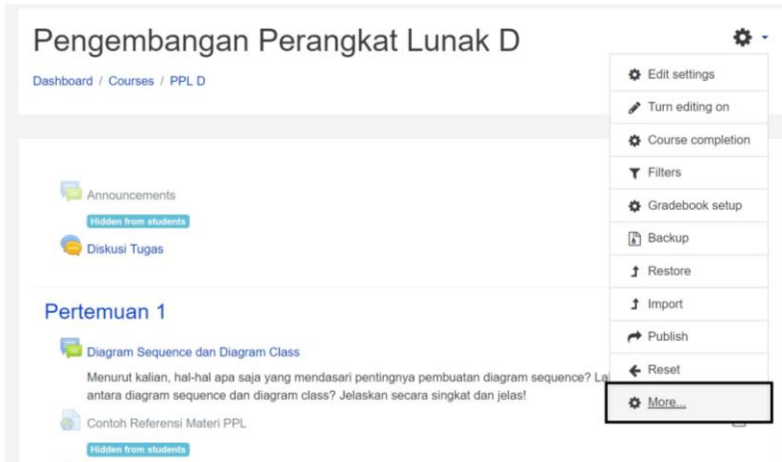 Pengembangan Perangkat Lunak D
Dashboard / Courses / PPL D
Edit settings
Turn editing on
Course completion
Filters
Gradebook setup
Backup
Restore
Import
Publish
Reset
More...
Announcements
Hidden from students
Diskusi Tugas
Pertemuan 1
Diagram Sequence dan Diagram Class
Menurut kalian, hal-hal apa saja yang mendasari pentingnya pembuatan diagram sequence?
antara diagram sequence dan diagram class? Jelaskan secara singkat dan jelas!
Contoh Referensi Materi PPL
Hidden from students